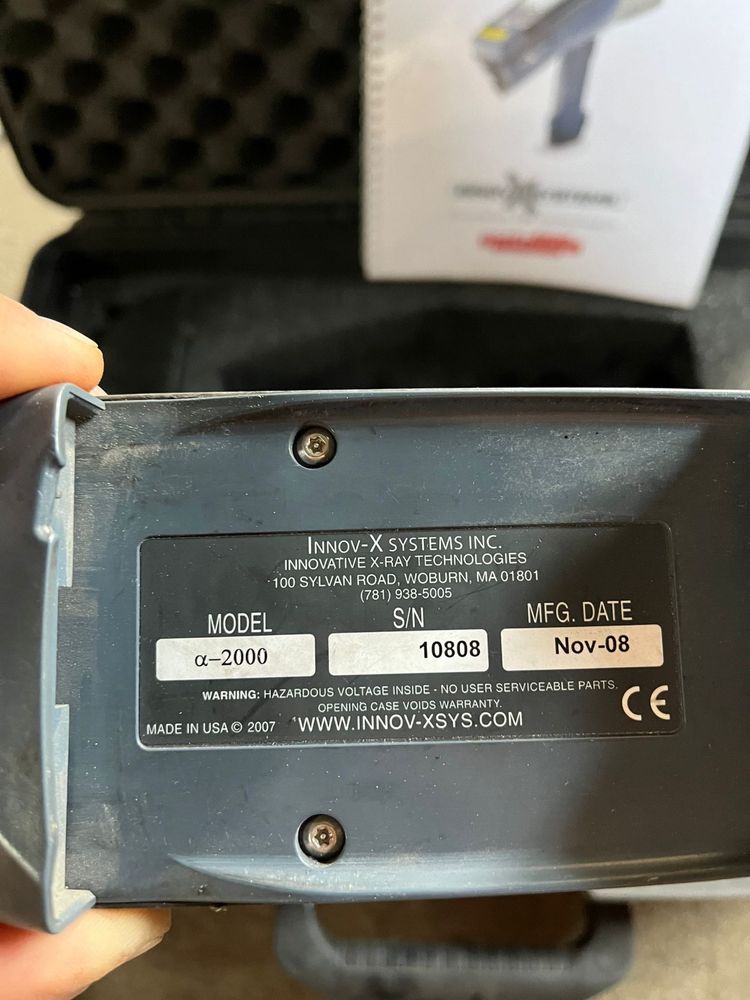 INNOV-X SYSTEMS INC.
INNOVATIVE X-RAY TECHNOLOGIES
100 SYLVAN ROAD, WOBURN, MA 01801
(781) 938-5005
MODEL S/N MFG. DATE
α-2000 10808 Nov-08
WARNING: HAZARDOUS VOLTAGE INSIDE - NO USER SERVICEABLE PARTS.
OPENING CASE VOIDS WARRANTY.
CE
MADE IN USA © 2007 WWW.INNOV-XSYS.COM